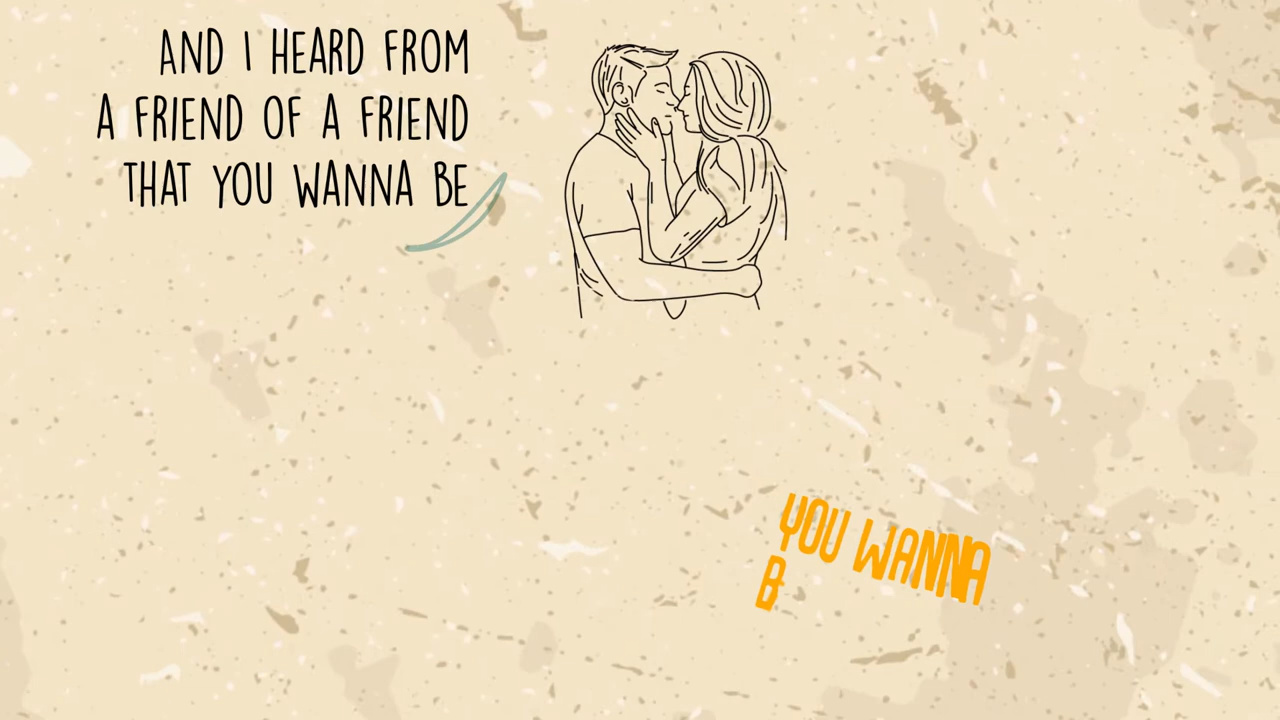 AND I HEARD FROM
A FRIEND OF A FRIEND
THAT YOU WANNA BE
YOU WANNA
B